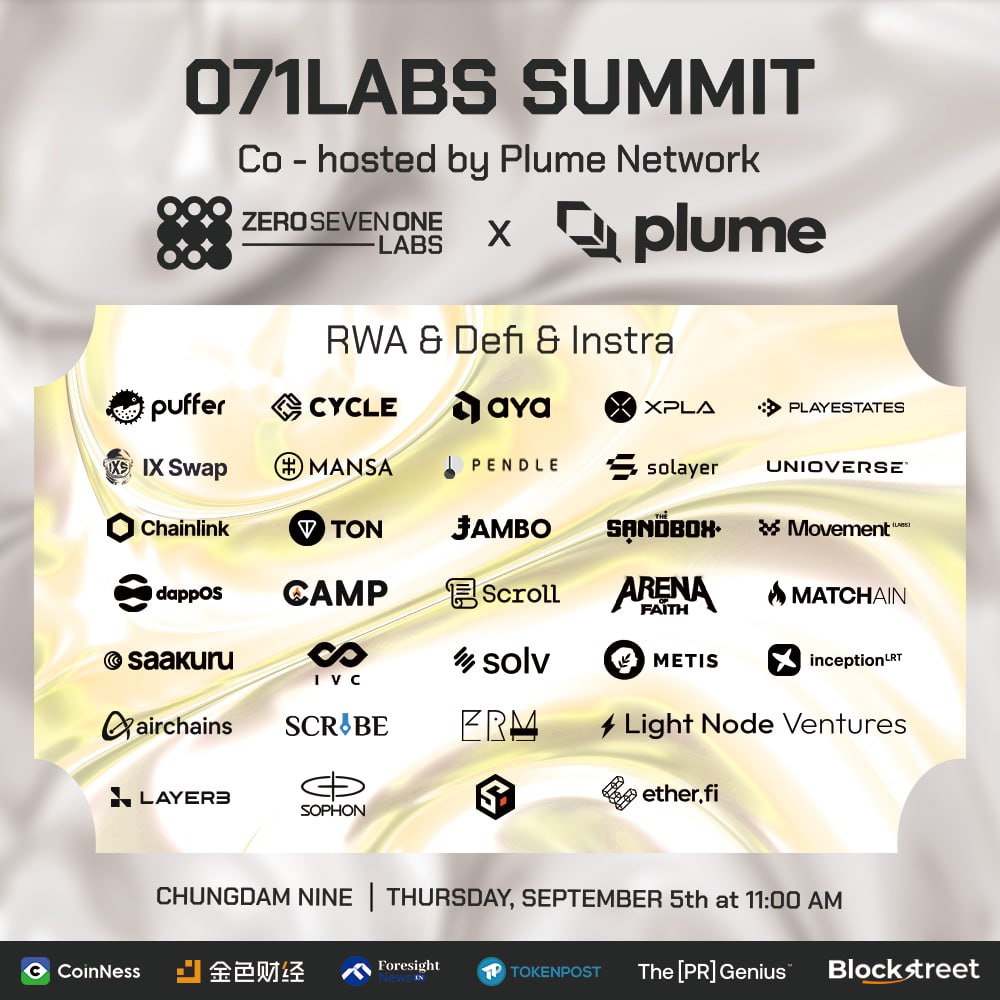 071LABS SUMMIT
Co - hosted by Plume Network
ZEROSEVENONE
LABS
x
plume
RWA & Defi & Instra
puffer CYCLE aya XPLA PLAYESTATES
IXS IX Swap MANSA PENDLE solayer UNIOVERSE
Chainlink TON JAMBO THE SANDBOX Movement (LABS)
dappOS CAMP Scroll ARENA OF FAITH MATCHAIN
saakuru IVC solv METIS inceptionLRT
airchains SCRIBE ERM Light Node Ventures
LAYER3 SOPHON ether.fi
CHUNGDAM NINE | THURSDAY, SEPTEMBER 5th at 11:00 AM
CoinNess 金色财经 Foresight News EN TOKENPOST The [PR] Genius™ Blockstreet